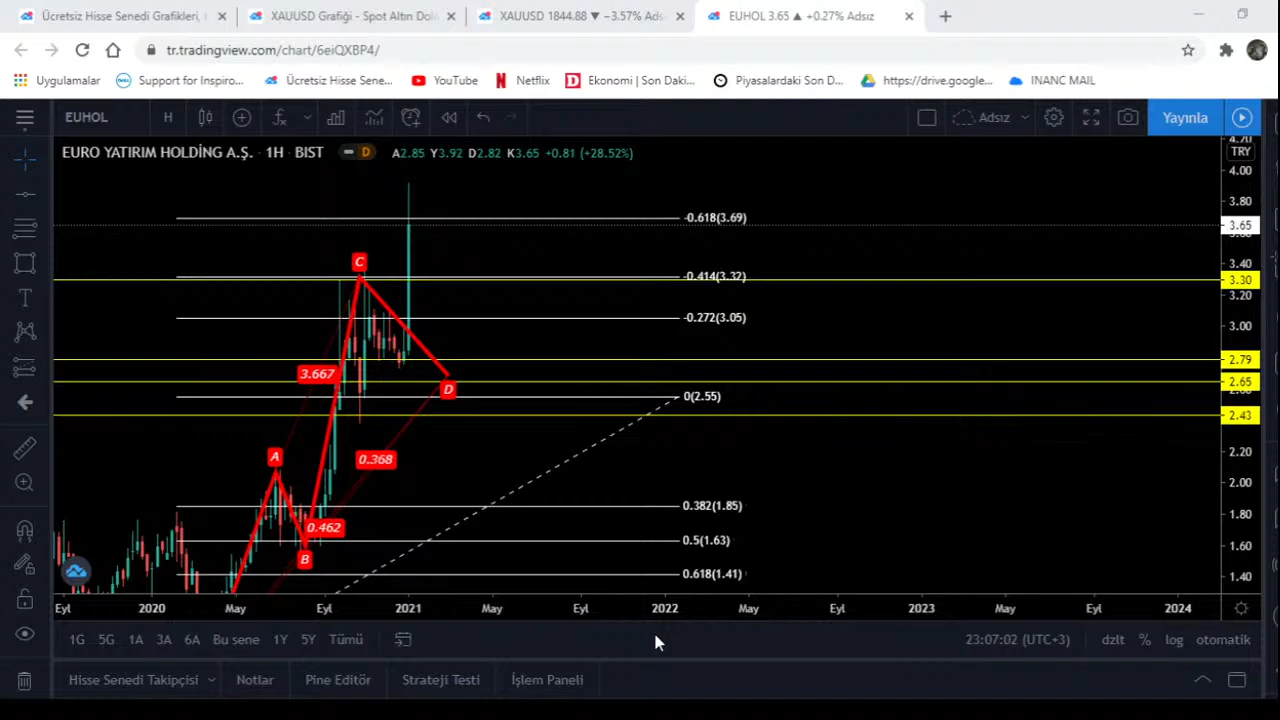 Ücretsiz Hisse Senedi Grafikleri,
XAUUSD Grafiği – Spot Altın Dol
XAUUSD 1844.88 ▼ −3.57% Ads
EUHOL 3.65 ▲ +0.27% Adsız
tr.tradingview.com/chart/6eiQXBP4/
Uygulamalar
Support for Inspiro...
Ücretsiz Hisse Sene...
YouTube
Netflix
Ekonomi | Son Daki...
Piyasalardaki Son D...
https://drive.google...
INANC MAIL
EUHOL
H
Adsız
Yayınla
EURO YATIRIM HOLDİNG A.Ş. · 1H · BIST
D
A2.85 Y3.92 D2.82 K3.65 +0.81 (+28.52%)
TRY
4.00
3.80
-0.618(3.69)
3.65
3.40
C
-0.414(3.32)
3.30
3.20
-0.272(3.05)
3.00
2.79
3.667
2.65
D
0(2.55)
2.43
A
0.368
2.20
2.00
0.382(1.85)
1.80
0.462
0.5(1.63)
1.60
B
0.618(1.41)
1.40
Eyl
2020
May
Eyl
2021
May
Eyl
2022
May
Eyl
2023
May
Eyl
2024
1G 5G 1A 3A 6A Bu sene 1Y 5Y Tümü
23:07:02 (UTC+3)
dzlt % log otomatik
Hisse Senedi Takipçisi
Notlar
Pine Editör
Strateji Testi
İşlem Paneli